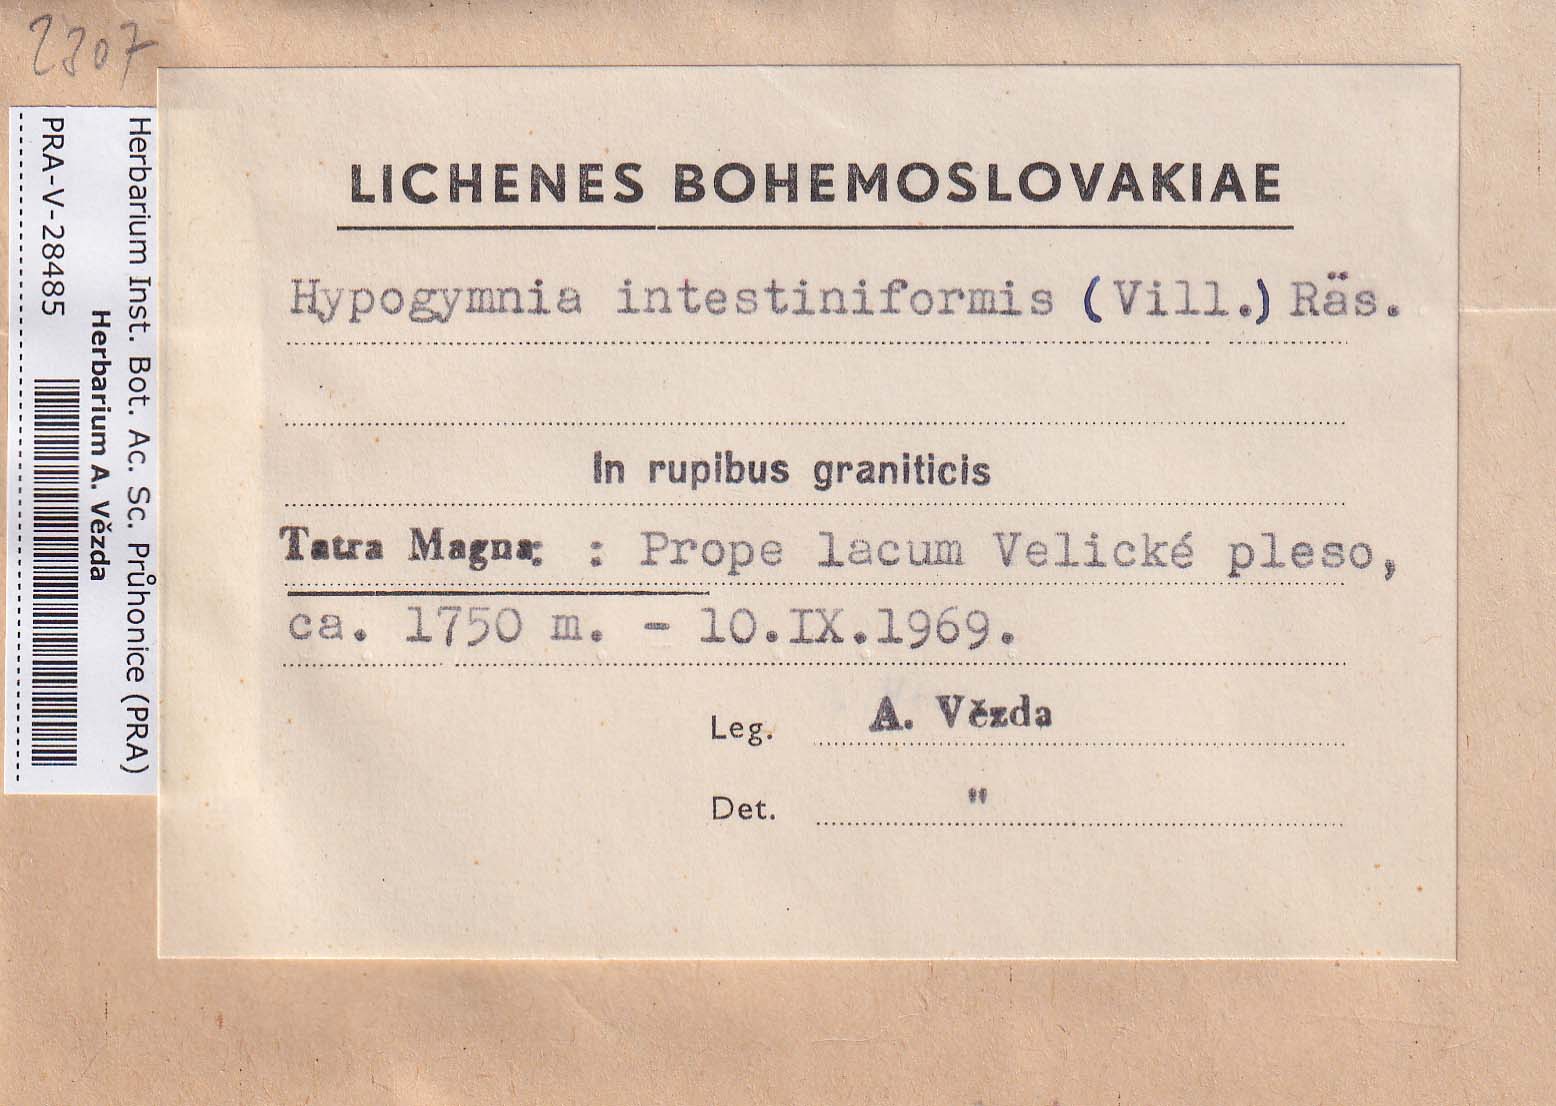 2307
Herbarium Inst. Bot. Ac. Sc. Průhonice (PRA)
Herbarium A. Vězda
PRA-V-28485
LICHENES BOHEMOSLOVAKIAE
Hypogymnia intestiniformis (Vill.) Räs.
In rupibus graniticis
Tatra Magna: : Prope lacum Velické pleso,
ca. 1750 m. - 10.IX.1969.
Leg. A. Vězda
Det. "